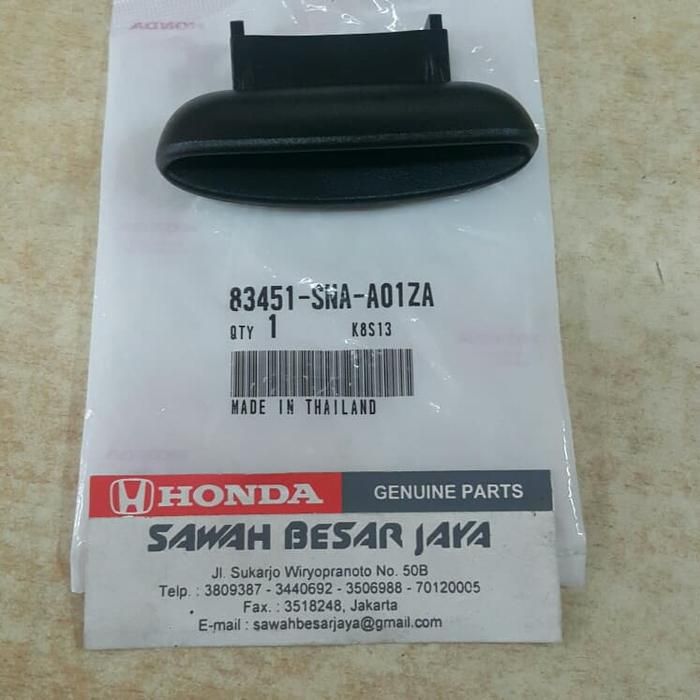 83451-SNA-A01ZA
QTY 1 K8S13
MADE IN THAILAND
HONDA GENUINE PARTS
SAWAH BESAR JAYA
Jl. Sukarjo Wiryopranoto No. 50B
Telp. : 3809387 - 3440692 - 3506988 - 70120005
Fax. : 3518248, Jakarta
E-mail : sawahbesarjaya@gmail.com